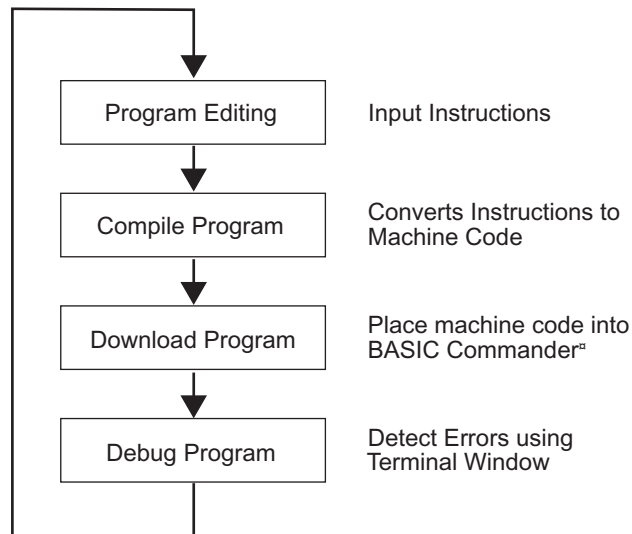 Program Editing
Input Instructions
Compile Program
Converts Instructions to
Machine Code
Download Program
Place machine code into
BASIC Commander¤
Debug Program
Detect Errors using
Terminal Window